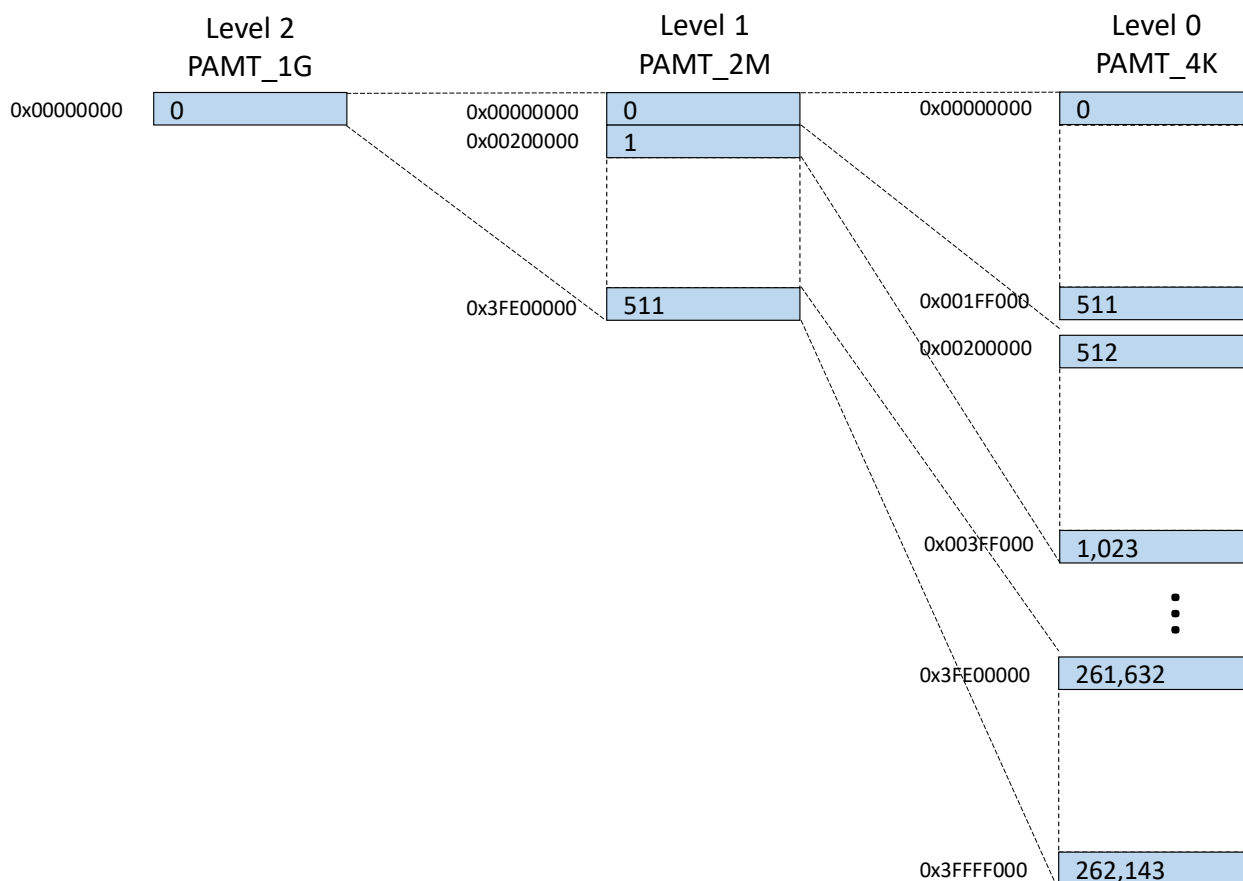 Level 2
PAMT_1G
Level 1
PAMT_2M
Level 0
PAMT_4K
0x00000000
0
0x00000000
0
0x00000000
0
0x00200000
1
0x3FE00000
511
0x001FF000
511
0x00200000
512
0x003FF000
1,023
0x3FE00000
261,632
0x3FFFF000
262,143